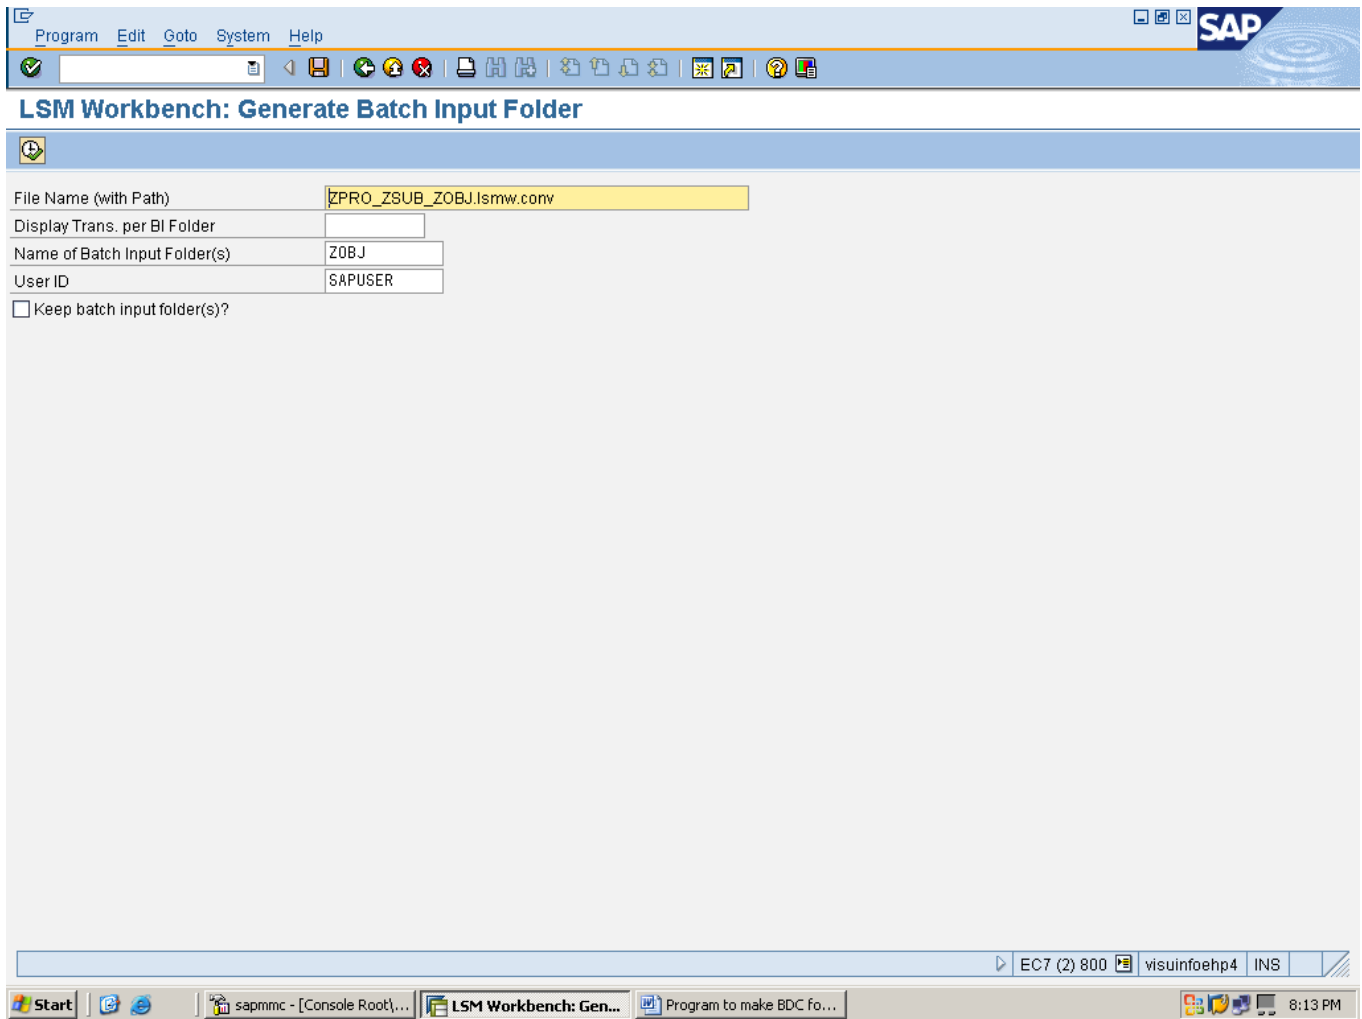 Program Edit Goto System Help
SAP
LSM Workbench: Generate Batch Input Folder
File Name (with Path) ZPRO_ZSUB_ZOBJ.lsmw.conv
Display Trans. per BI Folder
Name of Batch Input Folder(s) ZOBJ
User ID SAPUSER
Keep batch input folder(s)?
EC7 (2) 800 visuinfoehp4 INS
Start sapmmc - [Console Root\... LSM Workbench: Gen... Program to make BDC fo... 8:13 PM